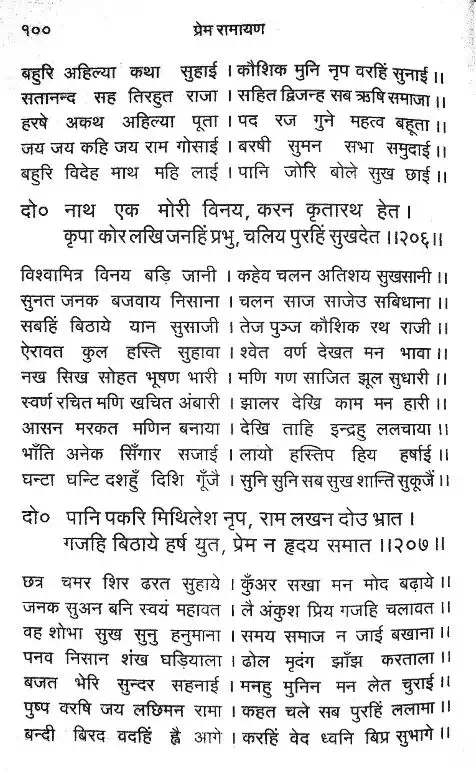 १०० प्रेम रामायण
बहुरि अहिल्या कथा सुहाई । कौशिक मुनि नृप वरहिं सुनाई ।।
सतानन्द सह तिरहुत राजा । सहित द्विजन्ह सब ऋषि समाजा ।।
हरषे अकथ अहिल्या पूता । पद रज गुने महत्व बहूता ।।
जय जय कहि जय राम गोसाई । बरषी सुमन सभा समुदाई ।।
बहुरि विदेह माथ महि लाई । पानि जोरि बोले सुख छाई ।।
दो० नाथ एक मोरी विनय, करन कृतारथ हेत ।
कृपा कोर लखि जनहिं प्रभु, चलिय पुरहिं सुखदेत ।।२०६।।
विश्वामित्र विनय बड़ि जानी । कहेव चलन अतिशय सुखसानी ।।
सुनत जनक बजवाय निसाना । चलन साज साजेउ सबिधाना ।।
सबहिं बिठाये यान सुसाजी । तेज पुञ्ज कौशिक रथ राजी ।।
ऐरावत कुल हस्ति सुहावा । श्वेत वर्ण देखत मन भावा ।।
नख सिख सोहत भूषण भारी । मणि गण साजित झूल सुधारी ।।
स्वर्ण रचित मणि खचित अंबारी । झालर देखि काम मन हारी ।।
आसन मरकत मणिन बनाया । देखि ताहि इन्द्रहु ललचाया ।।
भाँति अनेक सिंगार सजाई । लायो हस्तिप हिय हर्षाई ।।
घन्टा घन्टि दशहुँ दिशि गूँजै । सुनि सुनि सब सुख शान्ति सुकूजैं ।।
दो० पानि पकरि मिथिलेश नृप, राम लखन दोउ भ्रात ।
गजहि बिठाये हर्ष युत, प्रेम न हृदय समात ।।२०७।।
छत्र चमर शिर ढरत सुहाये । कुँअर सखा मन मोद बढ़ाये ।।
जनक सुअन बनि स्वयं महावत । लै अंकुश प्रिय गजहि चलावत ।।
वह शोभा सुख सुनु हनुमाना । समय समाज न जाई बखाना ।।
पनव निसान शंख घड़ियाला । ढोल मृदंग झाँझ करताला ।।
बजत भेरि सुन्दर सहनाई । मनहु मुनिन मन लेत चुराई ।।
पुष्प वरषि जय लछिमन रामा । कहत चले सब पुरहिं ललामा ।।
बन्दी बिरद वदहिं ह्वै आगे । करहिं वेद ध्वनि बिप्र सुभागे ।।